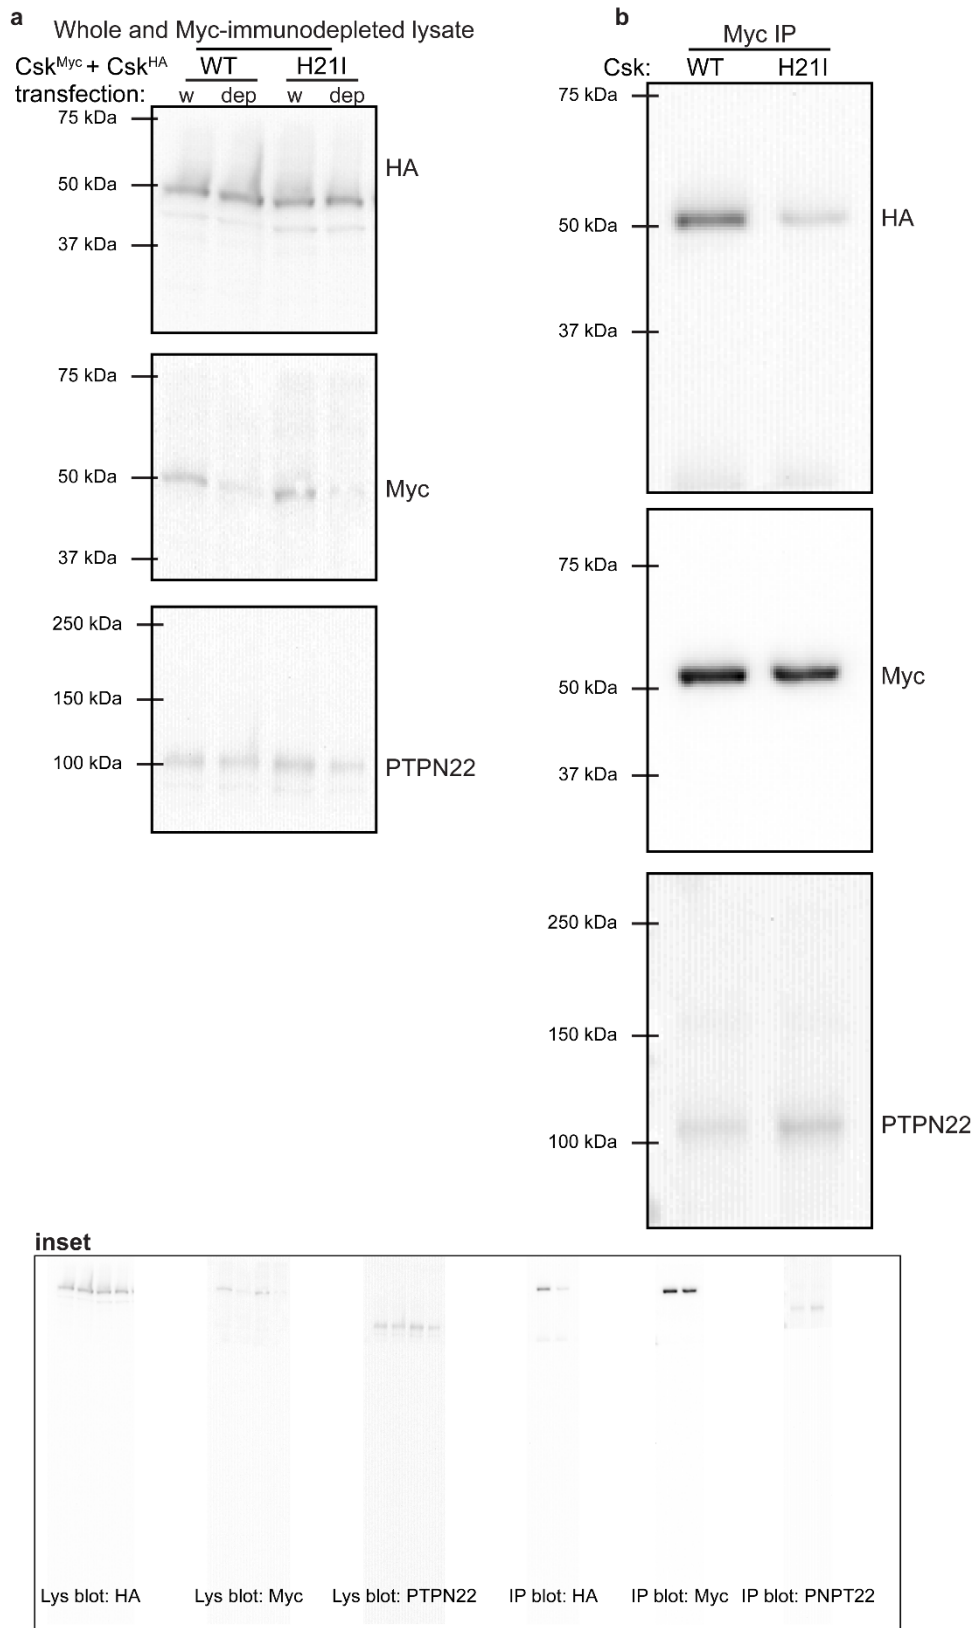 a
Whole and Myc-immunodepleted lysate
Csk^Myc + Csk^HA
WT H21I
transfection: w dep w dep
75 kDa
50 kDa
37 kDa
HA
75 kDa
50 kDa
37 kDa
Myc
250 kDa
150 kDa
100 kDa
PTPN22
b
Myc IP
Csk: WT H21I
75 kDa
50 kDa
37 kDa
HA
75 kDa
50 kDa
37 kDa
Myc
250 kDa
150 kDa
100 kDa
PTPN22
inset
Lys blot: HA Lys blot: Myc Lys blot: PTPN22 IP blot: HA IP blot: Myc IP blot: PNPT22